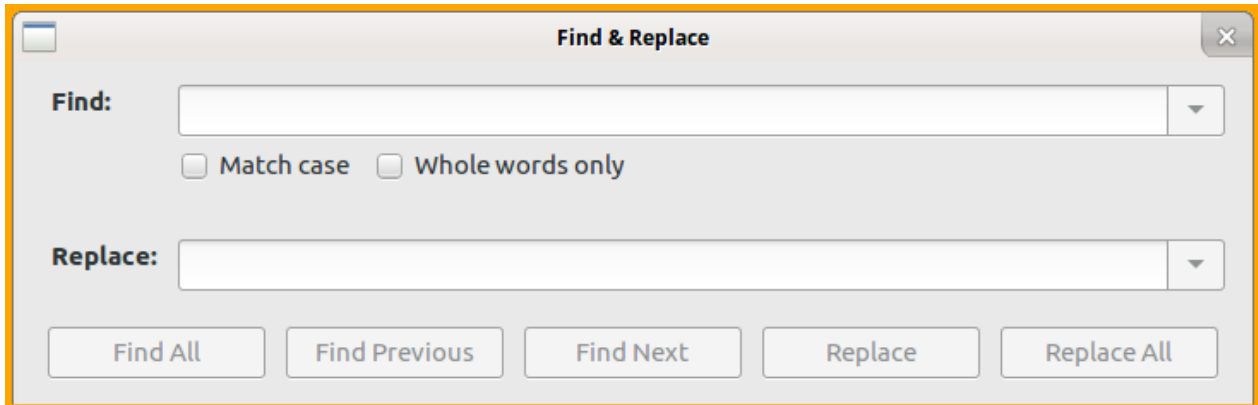 Find & Replace
Find:
Match case Whole words only
Replace:
Find All Find Previous Find Next Replace Replace All